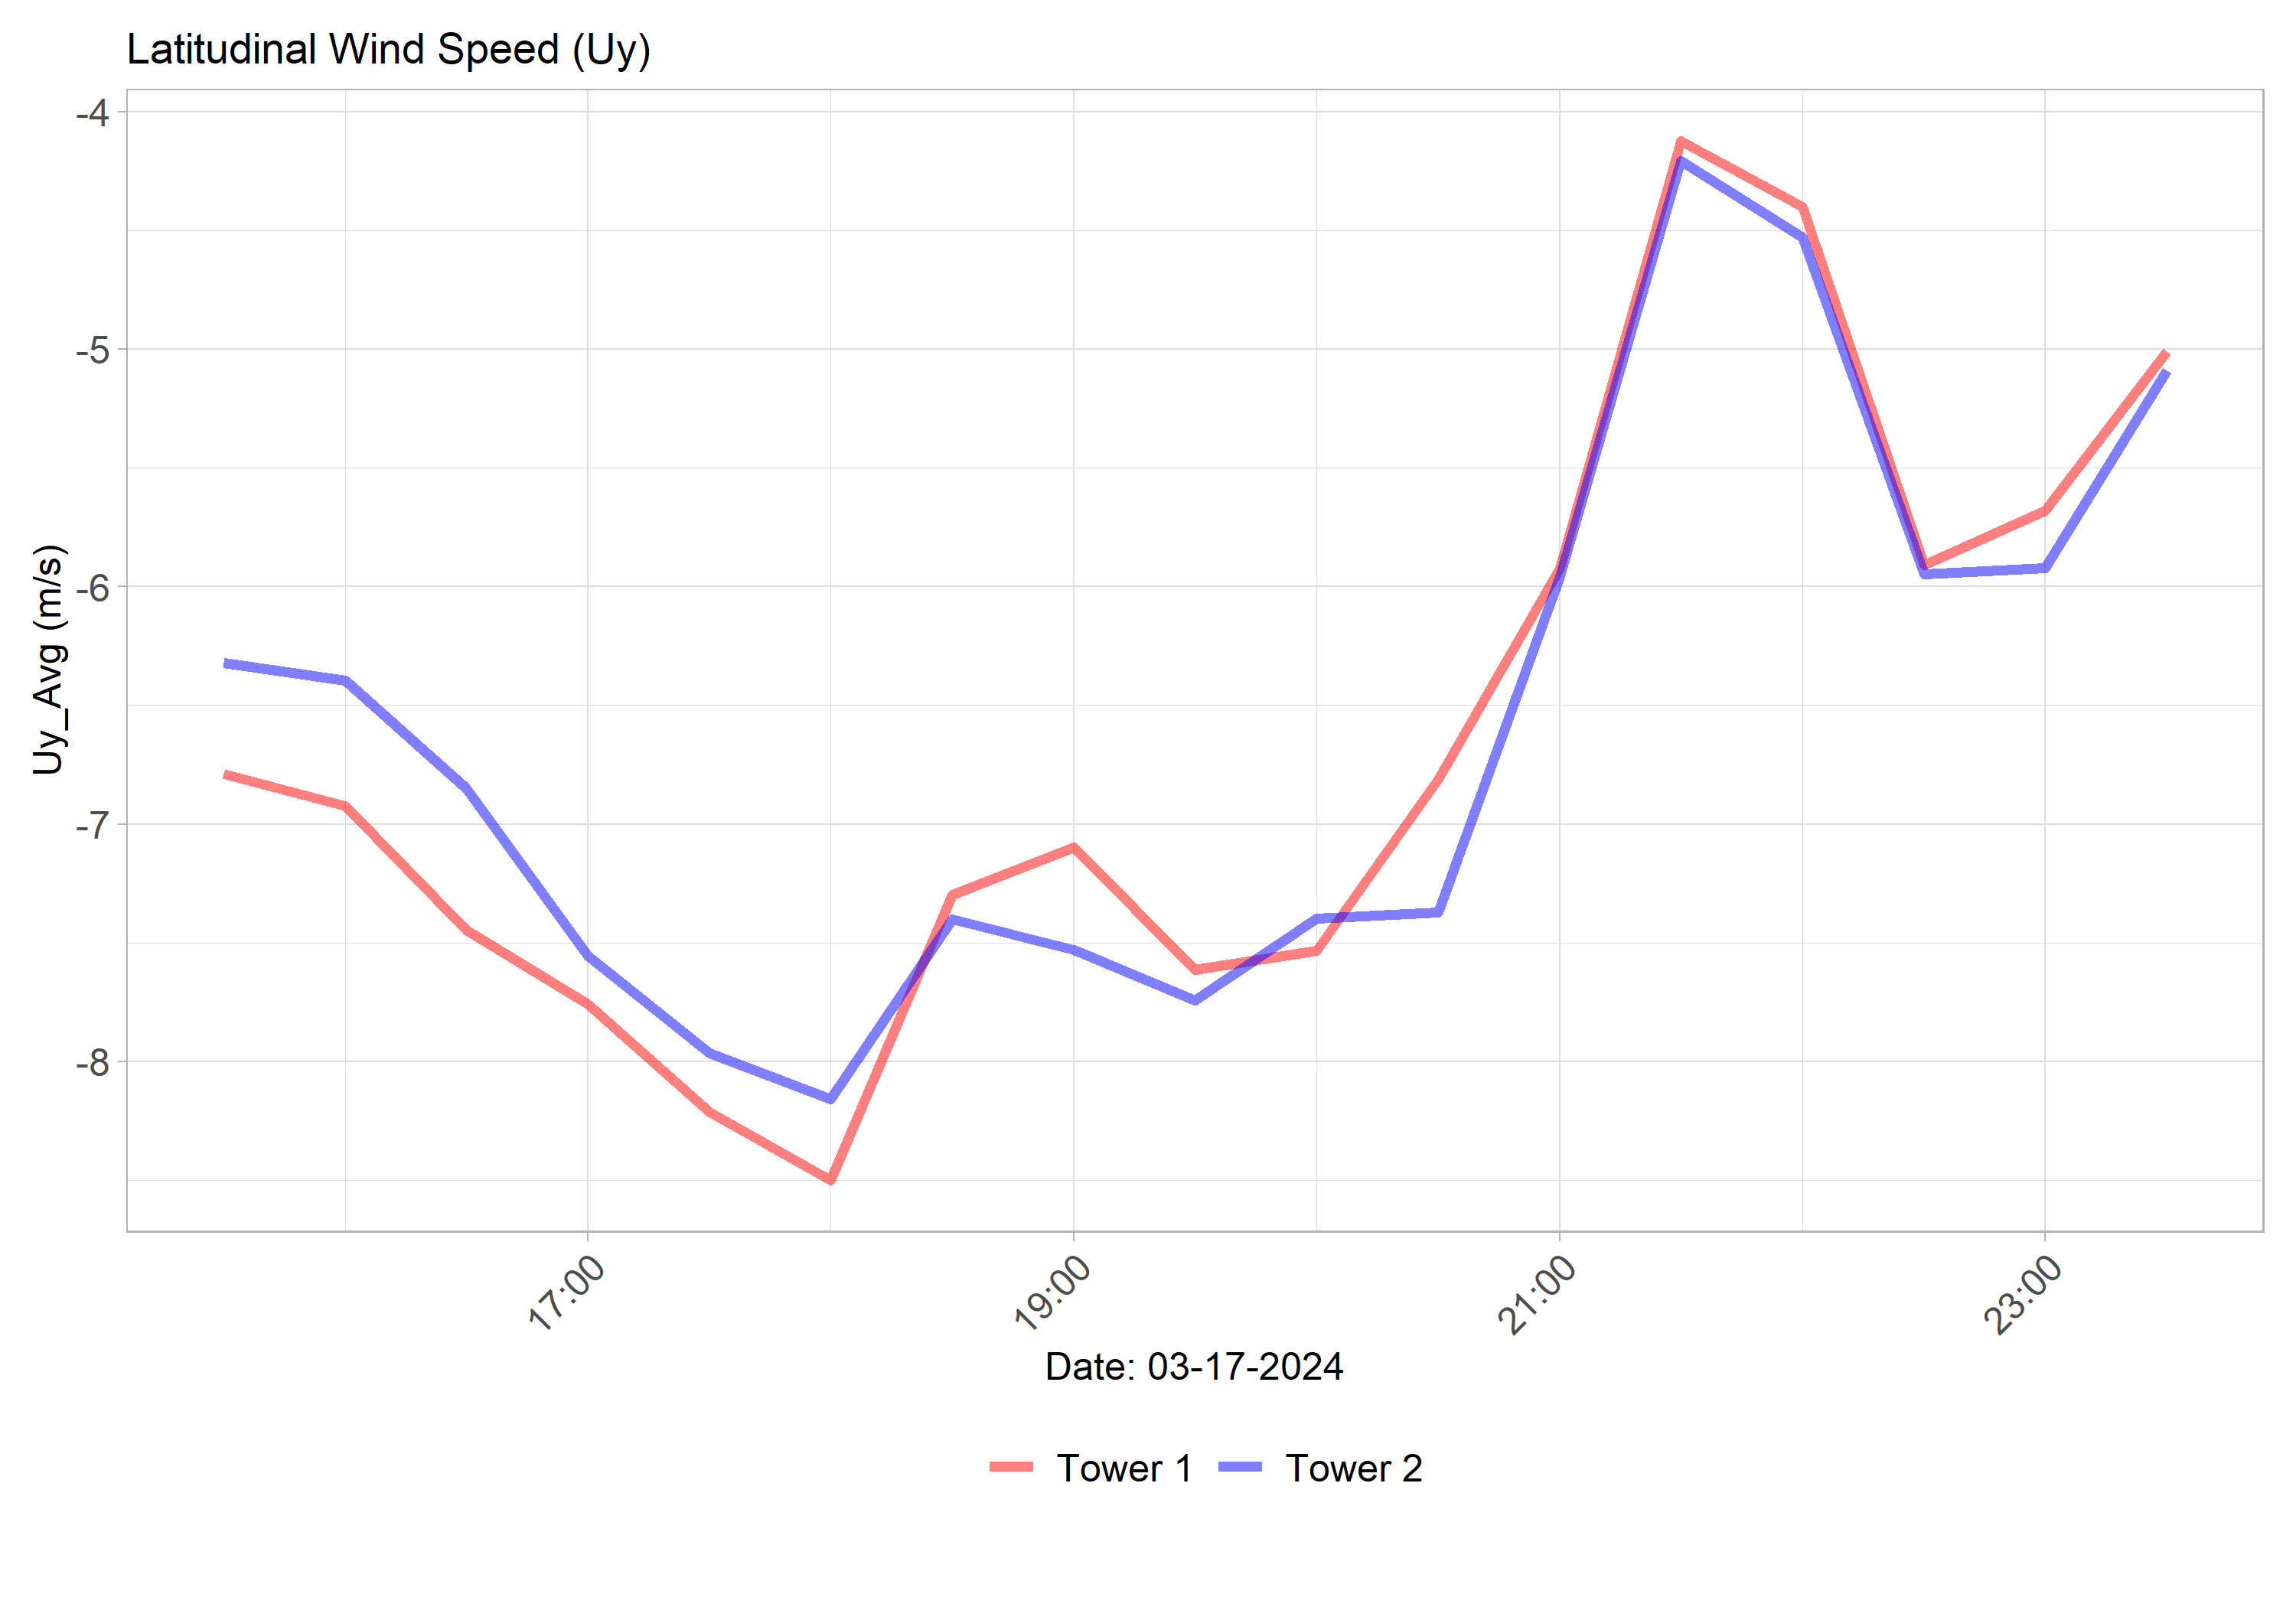 Latitudinal Wind Speed (Uy)
-4
-5
-6
-7
-8
Uy_Avg (m/s)
17:00
19:00
21:00
23:00
Date: 03-17-2024
Tower 1
Tower 2